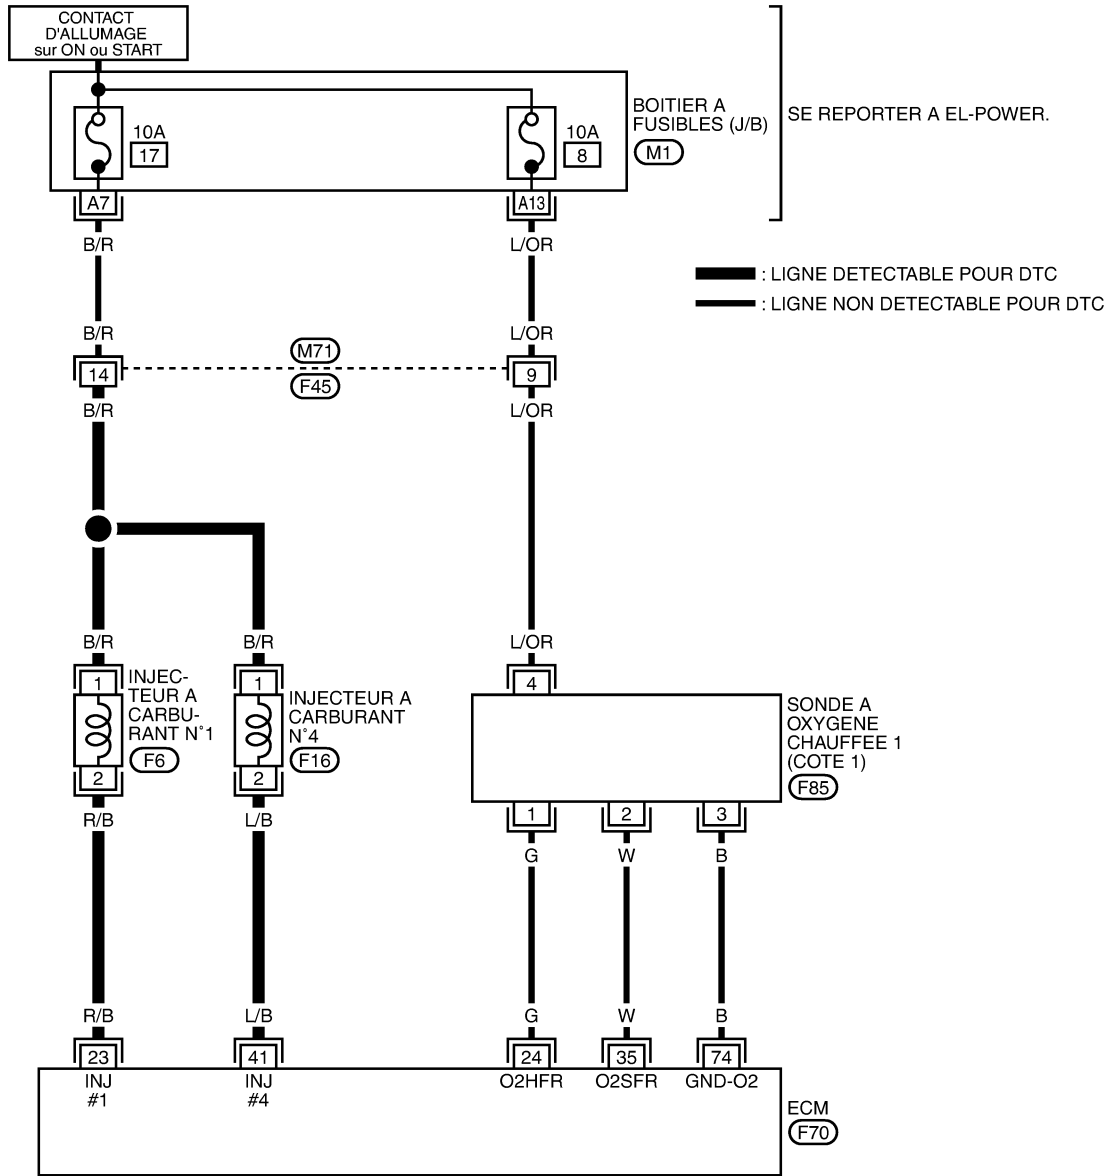 CONTACT
D'ALLUMAGE
sur ON ou START
BOITIER A
FUSIBLES (J/B)
M1
SE REPORTER A EL-POWER.
10A
17
10A
8
A7
A13
B/R
L/OR
: LIGNE DETECTABLE POUR DTC
: LIGNE NON DETECTABLE POUR DTC
B/R
L/OR
M71
14
9
F45
B/R
L/OR
B/R
B/R
L/OR
1
1
4
INJEC-
TEUR A
CARBU-
RANT N°1
F6
INJECTEUR A
CARBURANT
N°4
F16
SONDE A
OXYGENE
CHAUFFEE 1
(COTE 1)
F85
2
2
1
2
3
R/B
L/B
G
W
B
R/B
L/B
G
W
B
23
41
24
35
74
INJ
#1
INJ
#4
O2HFR
O2SFR
GND-O2
ECM
F70